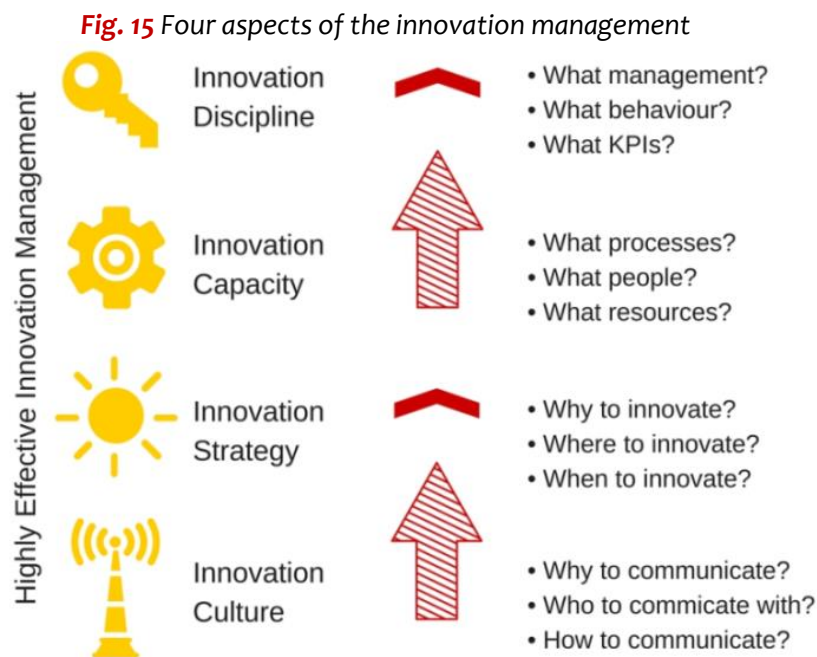 Fig. 15 Four aspects of the innovation management
Highly Effective Innovation Management
Innovation
Discipline
• What management?
• What behaviour?
• What KPIs?
Innovation
Capacity
• What processes?
• What people?
• What resources?
Innovation
Strategy
• Why to innovate?
• Where to innovate?
• When to innovate?
Innovation
Culture
• Why to communicate?
• Who to commicate with?
• How to communicate?